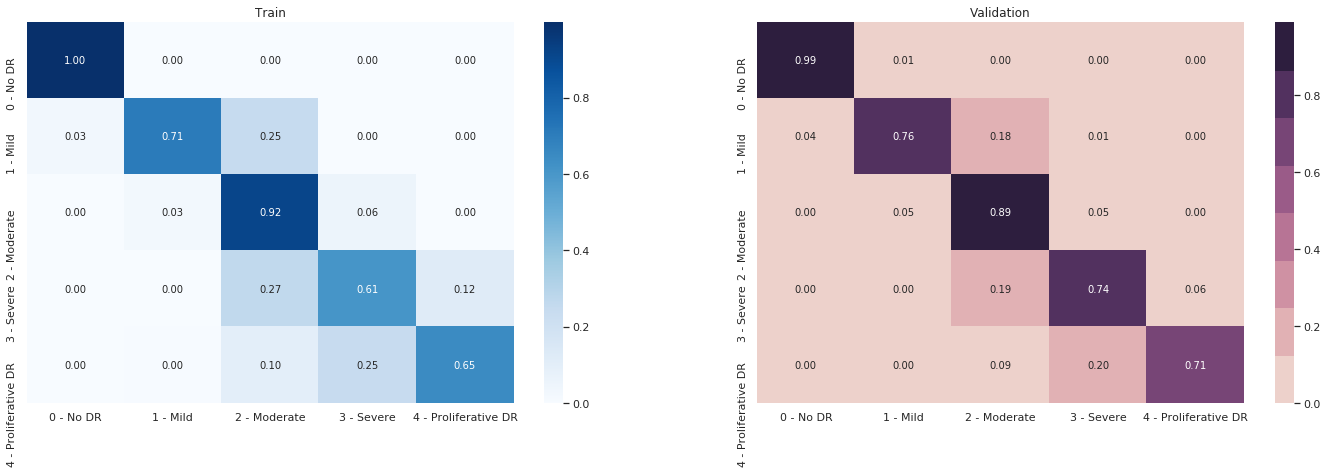 Train
0 - No DR
1 - Mild
2 - Moderate
3 - Severe
4 - Proliferative DR
1.00 0.00 0.00 0.00 0.00
0.03 0.71 0.25 0.00 0.00
0.00 0.03 0.92 0.06 0.00
0.00 0.00 0.27 0.61 0.12
0.00 0.00 0.10 0.25 0.65
0 - No DR 1 - Mild 2 - Moderate 3 - Severe 4 - Proliferative DR
0.8
0.6
0.4
0.2
0.0
Validation
0 - No DR
1 - Mild
2 - Moderate
3 - Severe
4 - Proliferative DR
0.99 0.01 0.00 0.00 0.00
0.04 0.76 0.18 0.01 0.00
0.00 0.05 0.89 0.05 0.00
0.00 0.00 0.19 0.74 0.06
0.00 0.00 0.09 0.20 0.71
0 - No DR 1 - Mild 2 - Moderate 3 - Severe 4 - Proliferative DR
0.8
0.6
0.4
0.2
0.0